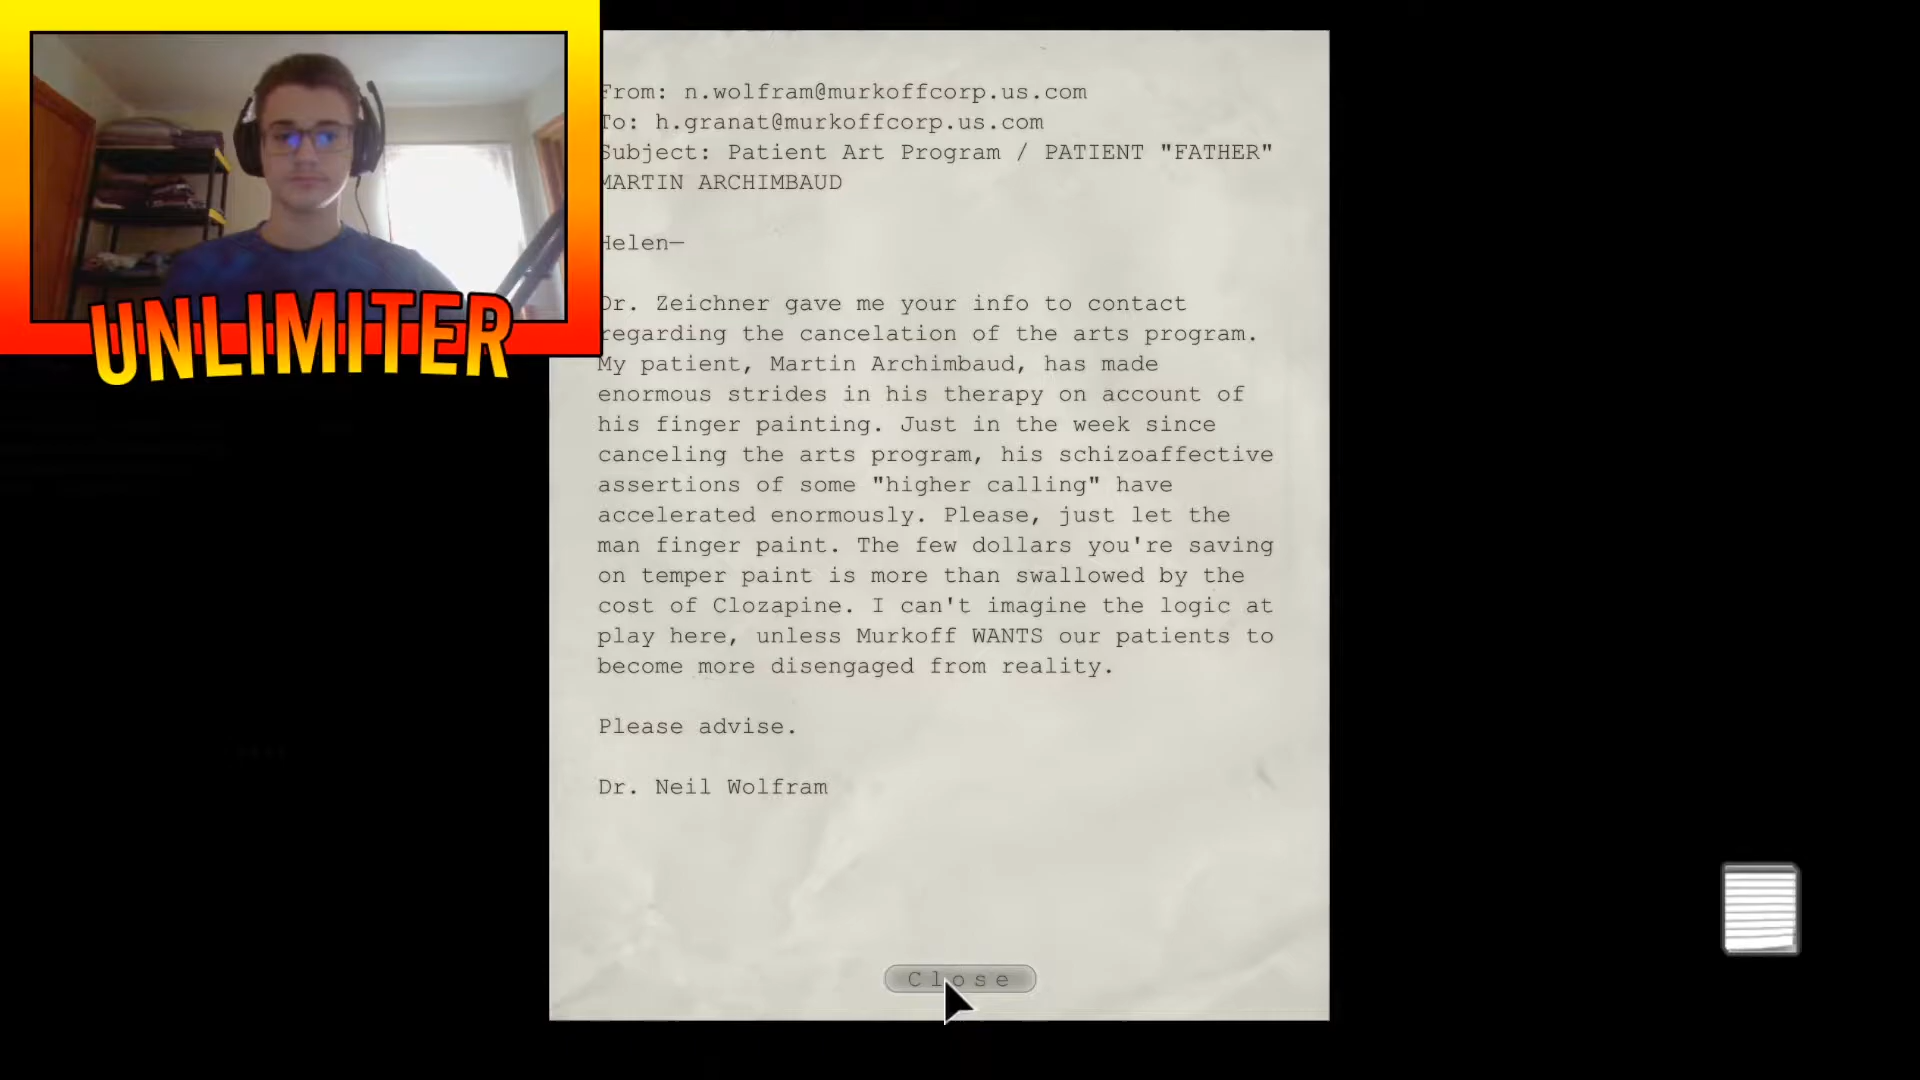 UNLIMITER
From: n.wolfram@murkoffcorp.us.com
To: h.granat@murkoffcorp.us.com
Subject: Patient Art Program / PATIENT "FATHER"
MARTIN ARCHIMBAUD
Helen—
Dr. Zeichner gave me your info to contact
regarding the cancelation of the arts program.
My patient, Martin Archimbaud, has made
enormous strides in his therapy on account of
his finger painting. Just in the week since
canceling the arts program, his schizoaffective
assertions of some "higher calling" have
accelerated enormously. Please, just let the
man finger paint. The few dollars you're saving
on temper paint is more than swallowed by the
cost of Clozapine. I can't imagine the logic at
play here, unless Murkoff WANTS our patients to
become more disengaged from reality.
Please advise.
Dr. Neil Wolfram
Close